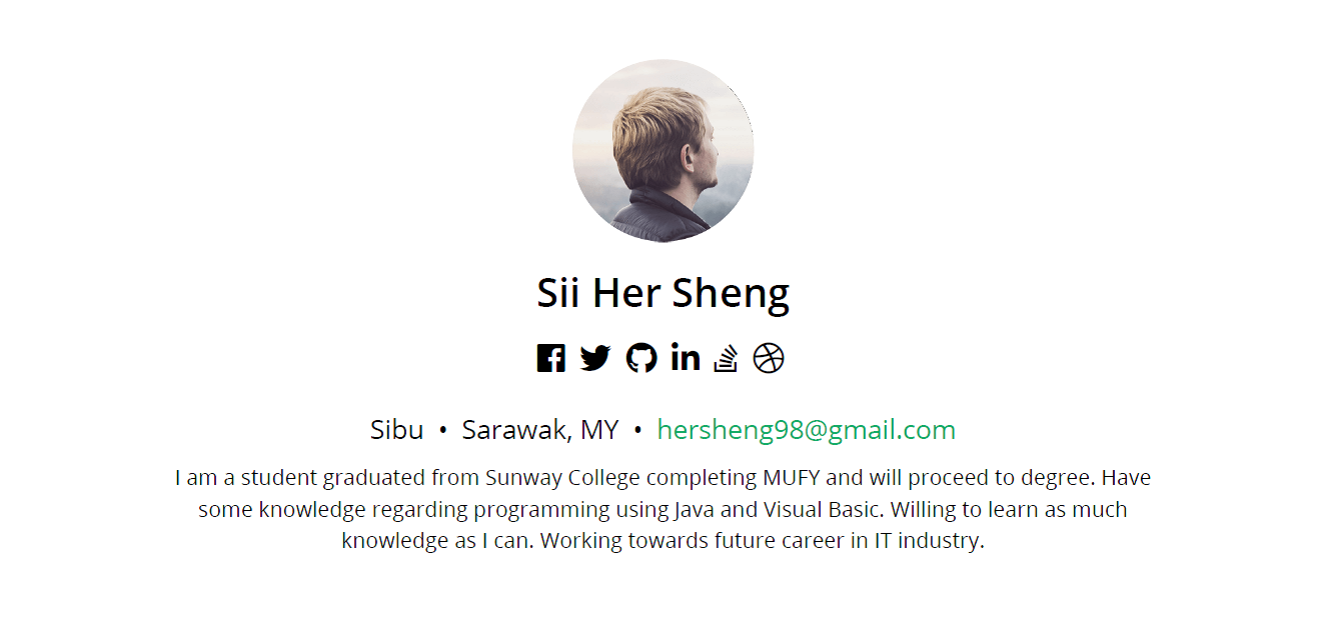 Sii Her Sheng
Sibu • Sarawak, MY • hersheng98@gmail.com
I am a student graduated from Sunway College completing MUFY and will proceed to degree. Have
some knowledge regarding programming using Java and Visual Basic. Willing to learn as much
knowledge as I can. Working towards future career in IT industry.